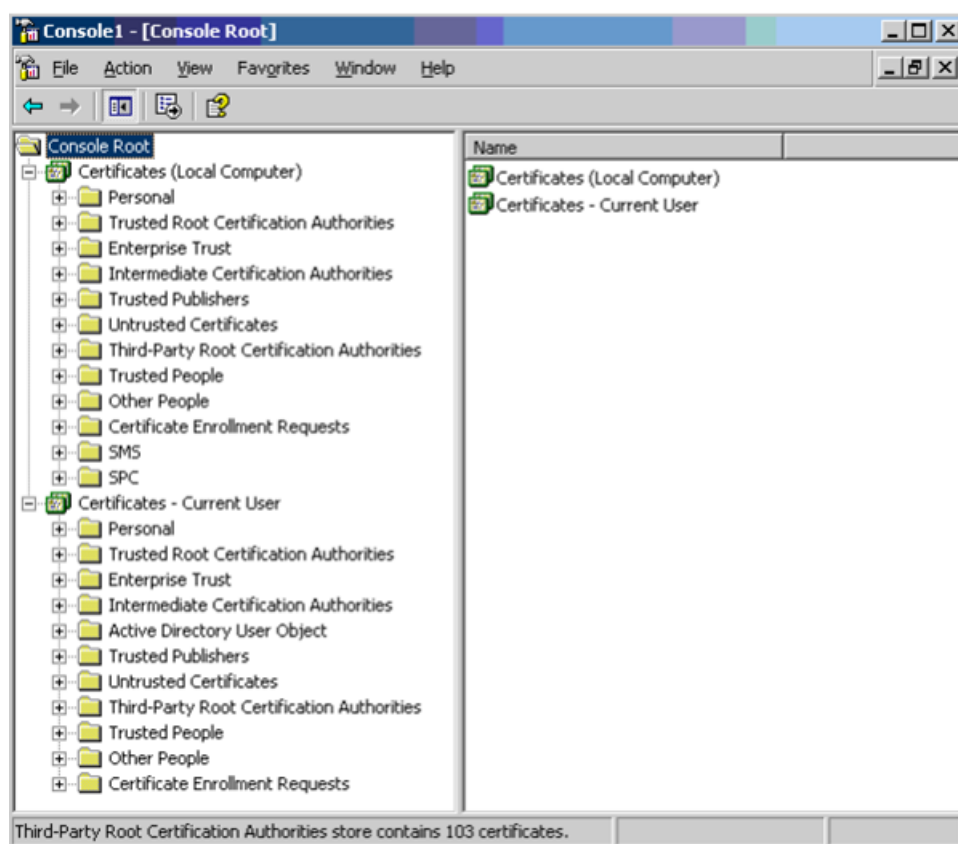 Console1 - [Console Root]
File Action View Favorites Window Help
Console Root
Certificates (Local Computer)
Personal
Trusted Root Certification Authorities
Enterprise Trust
Intermediate Certification Authorities
Trusted Publishers
Untrusted Certificates
Third-Party Root Certification Authorities
Trusted People
Other People
Certificate Enrollment Requests
SMS
SPC
Certificates - Current User
Personal
Trusted Root Certification Authorities
Enterprise Trust
Intermediate Certification Authorities
Active Directory User Object
Trusted Publishers
Untrusted Certificates
Third-Party Root Certification Authorities
Trusted People
Other People
Certificate Enrollment Requests
Name
Certificates (Local Computer)
Certificates - Current User
Third-Party Root Certification Authorities store contains 103 certificates.